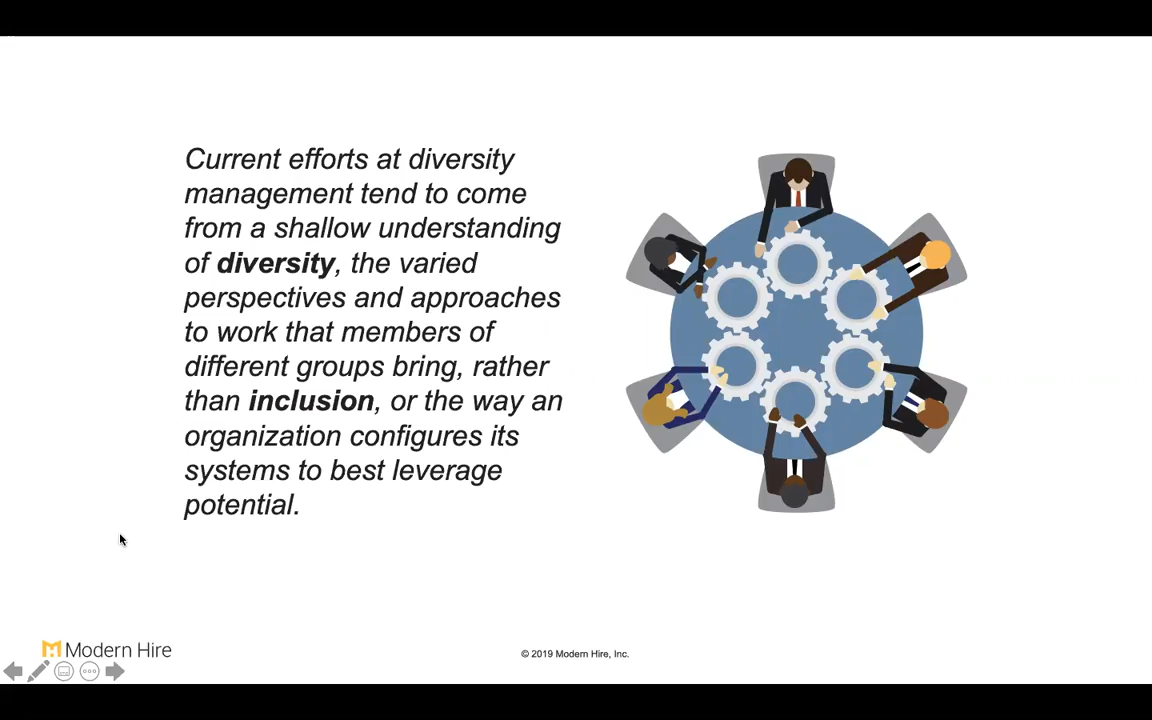 Current efforts at diversity
management tend to come
from a shallow understanding
of diversity, the varied
perspectives and approaches
to work that members of
different groups bring, rather
than inclusion, or the way an
organization configures its
systems to best leverage
potential.
Modern Hire
© 2019 Modern Hire, Inc.